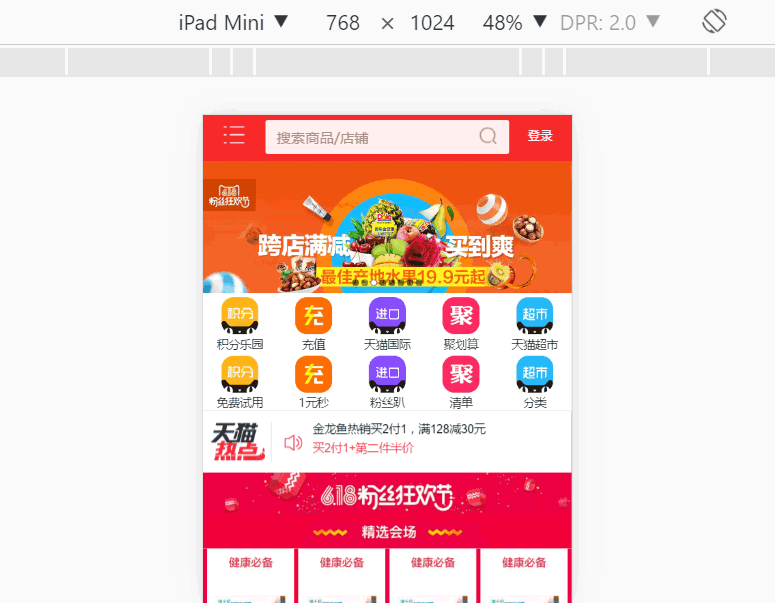 iPad Mini ▼ 768 × 1024 48% ▼ DPR: 2.0 ▼
搜索商品/店铺 登录
618
粉丝狂欢节
跨店满减 买到爽
最佳产地水果19.9元起
积分 充 进口 聚 超市
积分乐园 充值 天猫国际 聚划算 天猫超市
积分 充 进口 聚 超市
免费试用 1元秒 粉丝趴 清单 分类
天猫 金龙鱼热销买2付1，满128减30元
热点 买2付1+第二件半价
618粉丝狂欢节
精选会场
健康必备 健康必备 健康必备 健康必备